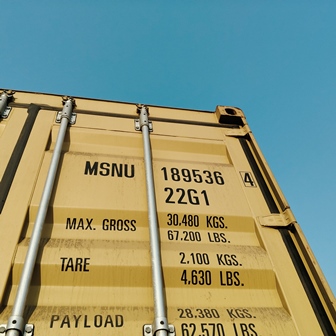 MSNU 189536 4
22G1
MAX. GROSS 30.480 KGS.
67.200 LBS.
TARE 2.100 KGS.
4.630 LBS.
PAYLOAD 28.380 KGS.
62.570 LBS.